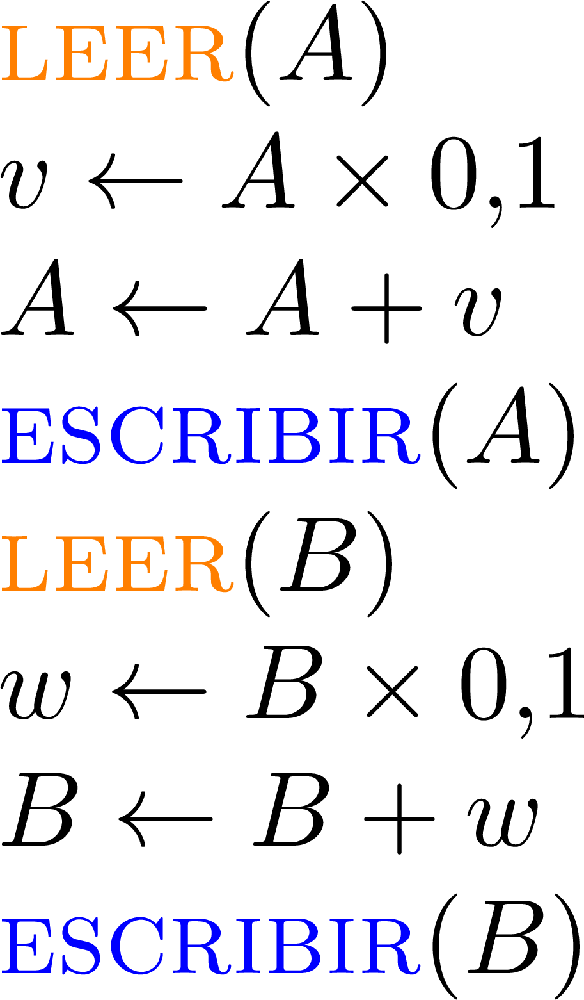 LEER(A)
v ← A × 0,1
A ← A + v
ESCRIBIR(A)
LEER(B)
w ← B × 0,1
B ← B + w
ESCRIBIR(B)